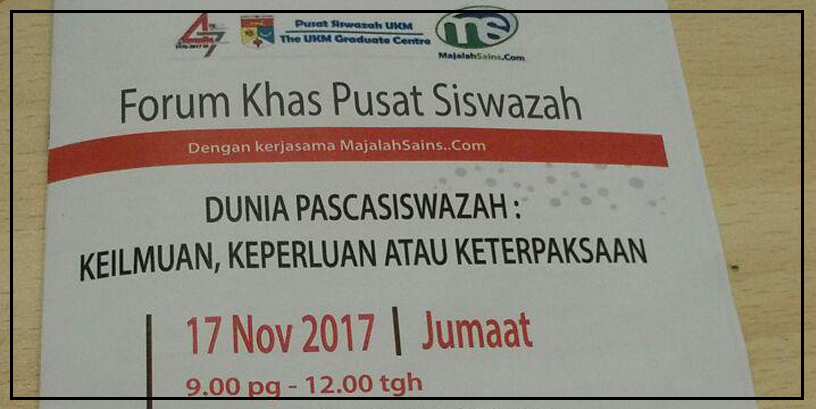 Pusat Siswazah UKM
The UKM Graduate Centre
MajalahSains.Com
Forum Khas Pusat Siswazah
Dengan kerjasama MajalahSains..Com
DUNIA PASCASISWAZAH :
KEILMUAN, KEPERLUAN ATAU KETERPAKSAAN
17 Nov 2017 | Jumaat
9.00 pg - 12.00 tgh